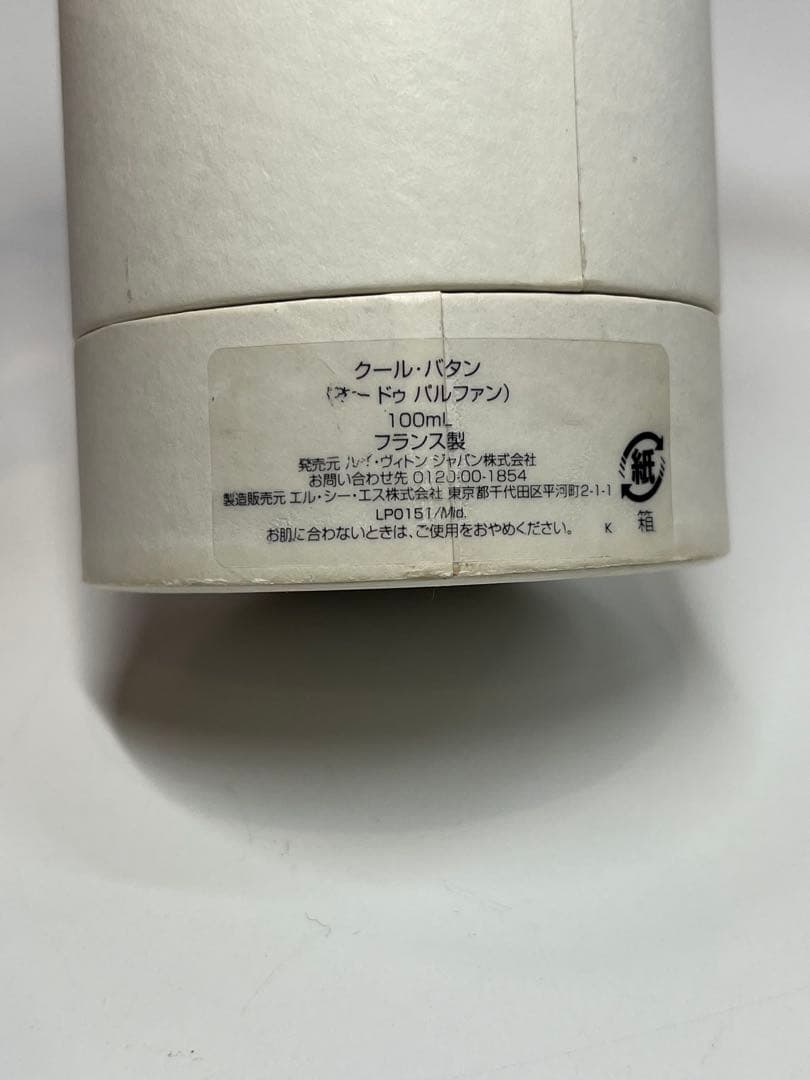 クール・バタン
(オー ドゥ パルファン)
100mL
フランス製
発売元 ルイ・ヴィトン ジャパン株式会社
お問い合わせ先 0120-00-1854
製造販売元 エル・シー・エス株式会社 東京都千代田区平河町2-1-1
LP0151/Mid.
お肌に合わないときは、ご使用をおやめください。 K
紙
箱